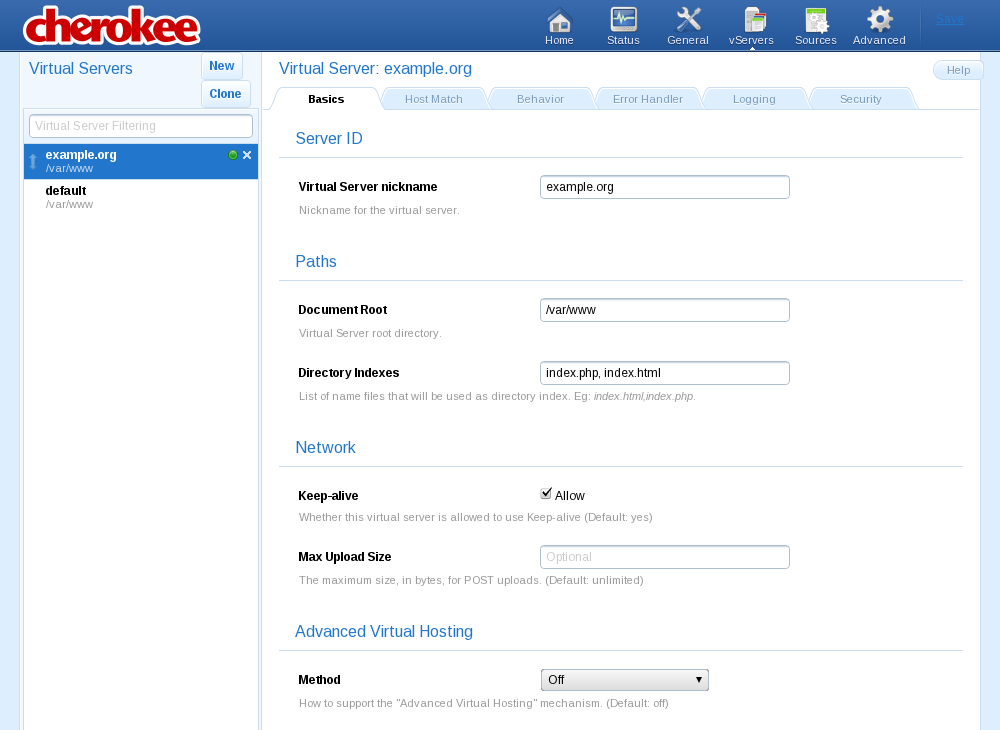 cherokee
Home
Status
General
vServers
Sources
Advanced
Save
Virtual Servers
New
Clone
Virtual Server Filtering
example.org
/var/www
default
/var/www
Virtual Server: example.org
Help
Basics
Host Match
Behavior
Error Handler
Logging
Security
Server ID
Virtual Server nickname
example.org
Nickname for the virtual server.
Paths
Document Root
/var/www
Virtual Server root directory.
Directory Indexes
index.php, index.html
List of name files that will be used as directory index. Eg: index.html,index.php.
Network
Keep-alive
Allow
Whether this virtual server is allowed to use Keep-alive (Default: yes)
Max Upload Size
Optional
The maximum size, in bytes, for POST uploads. (Default: unlimited)
Advanced Virtual Hosting
Method
Off
How to support the "Advanced Virtual Hosting" mechanism. (Default: off)